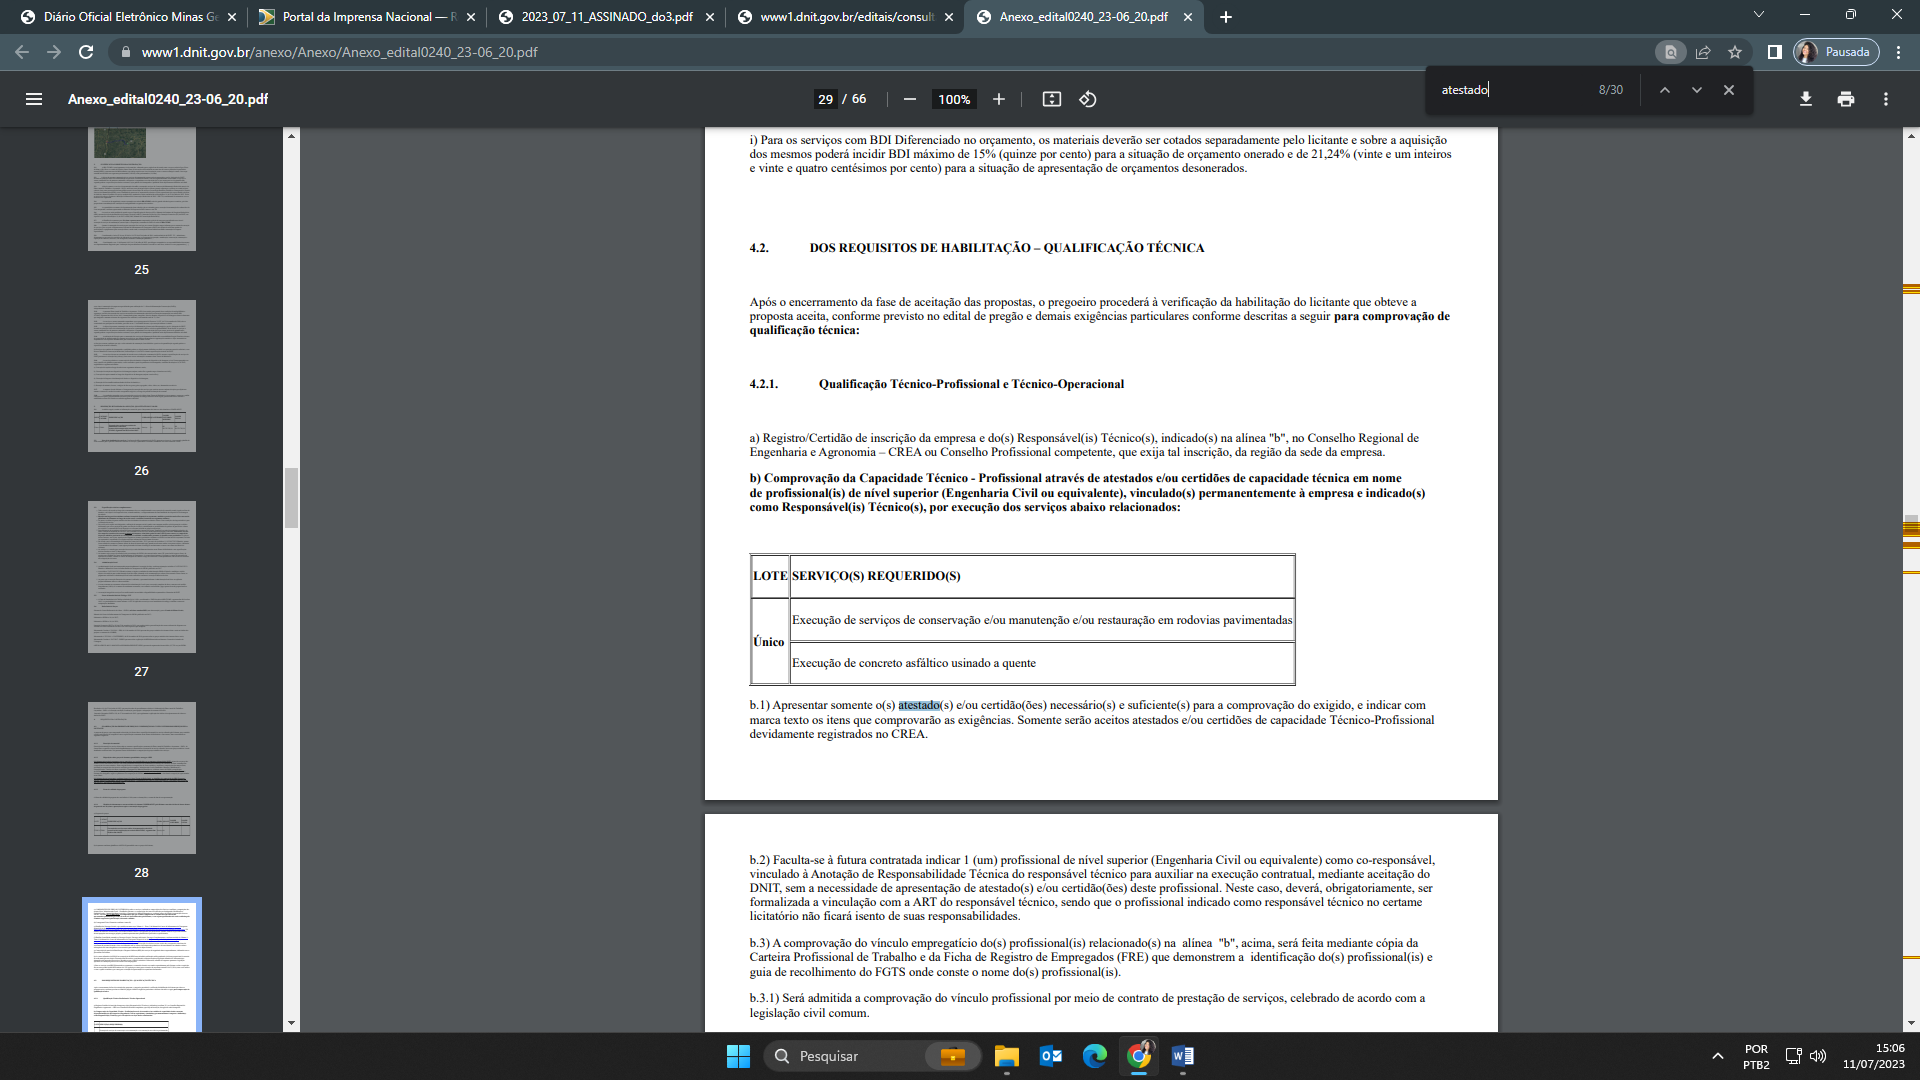 Diário Oficial Eletrônico Minas Ge
Portal da Imprensa Nacional — R
2023_07_11_ASSINADO_do3.pdf
www1.dnit.gov.br/editais/consult
Anexo_edital0240_23-06_20.pdf
www1.dnit.gov.br/anexo/Anexo/Anexo_edital0240_23-06_20.pdf
Pausada
Anexo_edital0240_23-06_20.pdf
29 / 66
100%
atestado
8/30
25
26
27
28
i) Para os serviços com BDI Diferenciado no orçamento, os materiais deverão ser cotados separadamente pelo licitante e sobre a aquisição
dos mesmos poderá incidir BDI máximo de 15% (quinze por cento) para a situação de orçamento onerado e de 21,24% (vinte e um inteiros
e vinte e quatro centésimos por cento) para a situação de apresentação de orçamentos desonerados.
4.2. DOS REQUISITOS DE HABILITAÇÃO – QUALIFICAÇÃO TÉCNICA
Após o encerramento da fase de aceitação das propostas, o pregoeiro procederá à verificação da habilitação do licitante que obteve a
proposta aceita, conforme previsto no edital de pregão e demais exigências particulares conforme descritas a seguir para comprovação de
qualificação técnica:
4.2.1. Qualificação Técnico-Profissional e Técnico-Operacional
a) Registro/Certidão de inscrição da empresa e do(s) Responsável(is) Técnico(s), indicado(s) na alínea "b", no Conselho Regional de
Engenharia e Agronomia – CREA ou Conselho Profissional competente, que exija tal inscrição, da região da sede da empresa.
b) Comprovação da Capacidade Técnico - Profissional através de atestados e/ou certidões de capacidade técnica em nome
de profissional(is) de nível superior (Engenharia Civil ou equivalente), vinculado(s) permanentemente à empresa e indicado(s)
como Responsável(is) Técnico(s), por execução dos serviços abaixo relacionados:
LOTE SERVIÇO(S) REQUERIDO(S)
Execução de serviços de conservação e/ou manutenção e/ou restauração em rodovias pavimentadas
Único
Execução de concreto asfáltico usinado a quente
b.1) Apresentar somente o(s) atestado(s) e/ou certidão(ões) necessário(s) e suficiente(s) para a comprovação do exigido, e indicar com
marca texto os itens que comprovarão as exigências. Somente serão aceitos atestados e/ou certidões de capacidade Técnico-Profissional
devidamente registrados no CREA.
b.2) Faculta-se à futura contratada indicar 1 (um) profissional de nível superior (Engenharia Civil ou equivalente) como co-responsável,
vinculado à Anotação de Responsabilidade Técnica do responsável técnico para auxiliar na execução contratual, mediante aceitação do
DNIT, sem a necessidade de apresentação de atestado(s) e/ou certidão(ões) deste profissional. Neste caso, deverá, obrigatoriamente, ser
formalizada a vinculação com a ART do responsável técnico, sendo que o profissional indicado como responsável técnico no certame
licitatório não ficará isento de suas responsabilidades.
b.3) A comprovação do vínculo empregatício do(s) profissional(is) relacionado(s) na alínea "b", acima, será feita mediante cópia da
Carteira Profissional de Trabalho e da Ficha de Registro de Empregados (FRE) que demonstrem a identificação do(s) profissional(is) e
guia de recolhimento do FGTS onde conste o nome do(s) profissional(is).
b.3.1) Será admitida a comprovação do vínculo profissional por meio de contrato de prestação de serviços, celebrado de acordo com a
legislação civil comum.
Pesquisar
POR
PTB2
15:06
11/07/2023